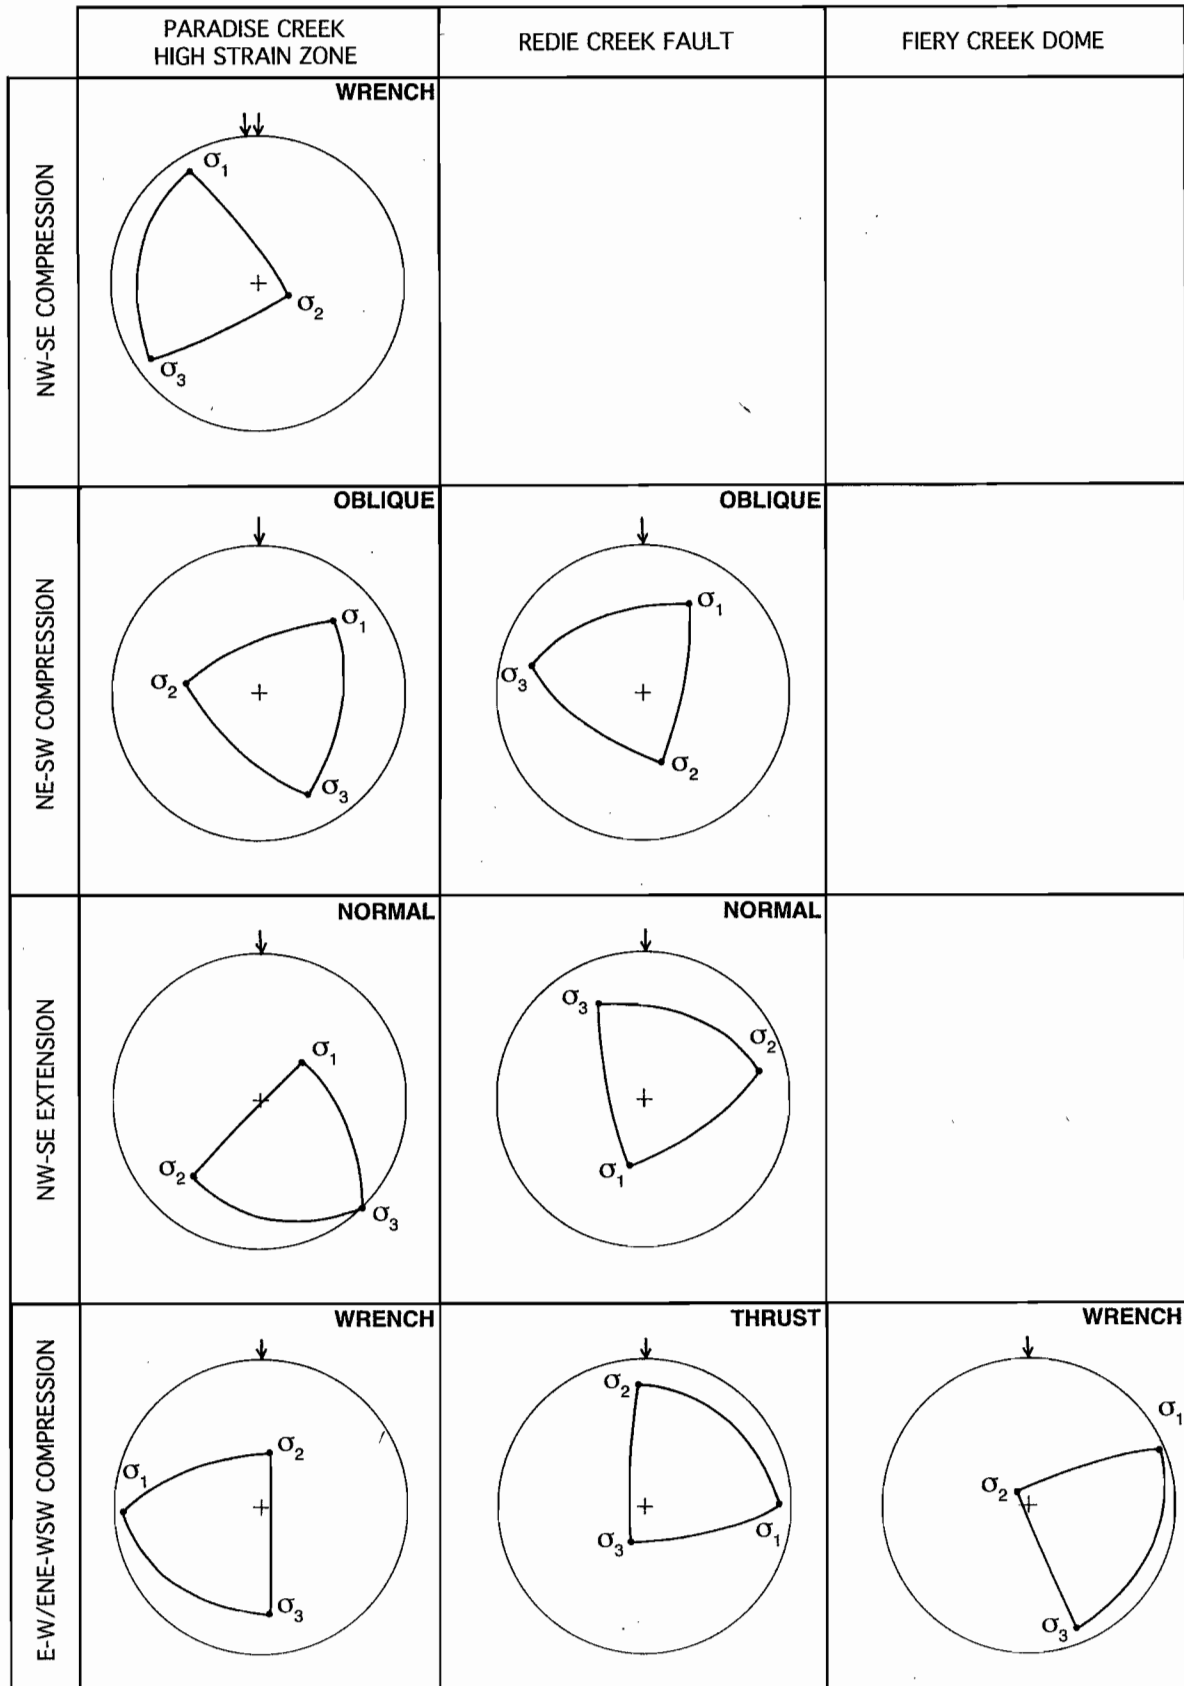 PARADISE CREEK
HIGH STRAIN ZONE
REDIE CREEK FAULT
FIERY CREEK DOME
NW-SE COMPRESSION
WRENCH
σ1
σ2
σ3
NE-SW COMPRESSION
OBLIQUE
σ1
σ2
σ3
OBLIQUE
σ1
σ3
σ2
NW-SE EXTENSION
NORMAL
σ1
σ2
σ3
NORMAL
σ3
σ2
σ1
E-W/ENE-WSW COMPRESSION
WRENCH
σ2
σ1
σ3
THRUST
σ2
σ1
σ3
WRENCH
σ1
σ2
σ3